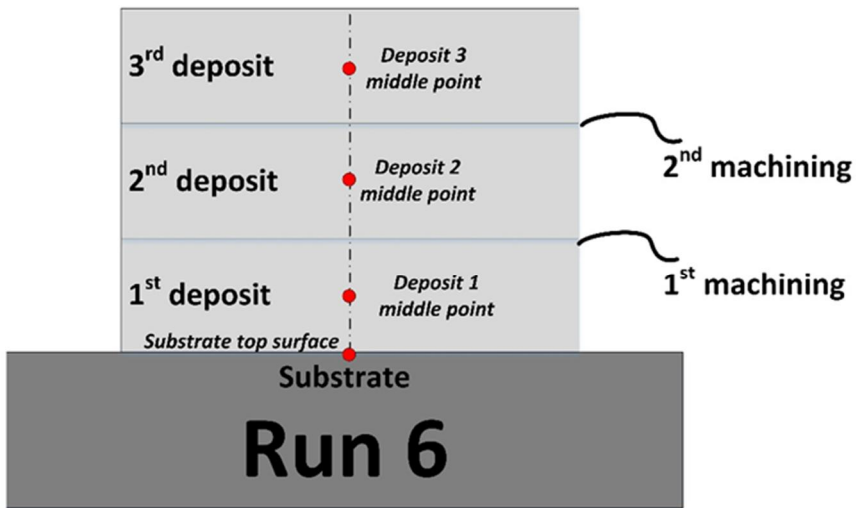 3rd deposit
Deposit 3
middle point
2nd machining
2nd deposit
Deposit 2
middle point
1st machining
1st deposit
Deposit 1
middle point
Substrate top surface
Substrate
Run 6